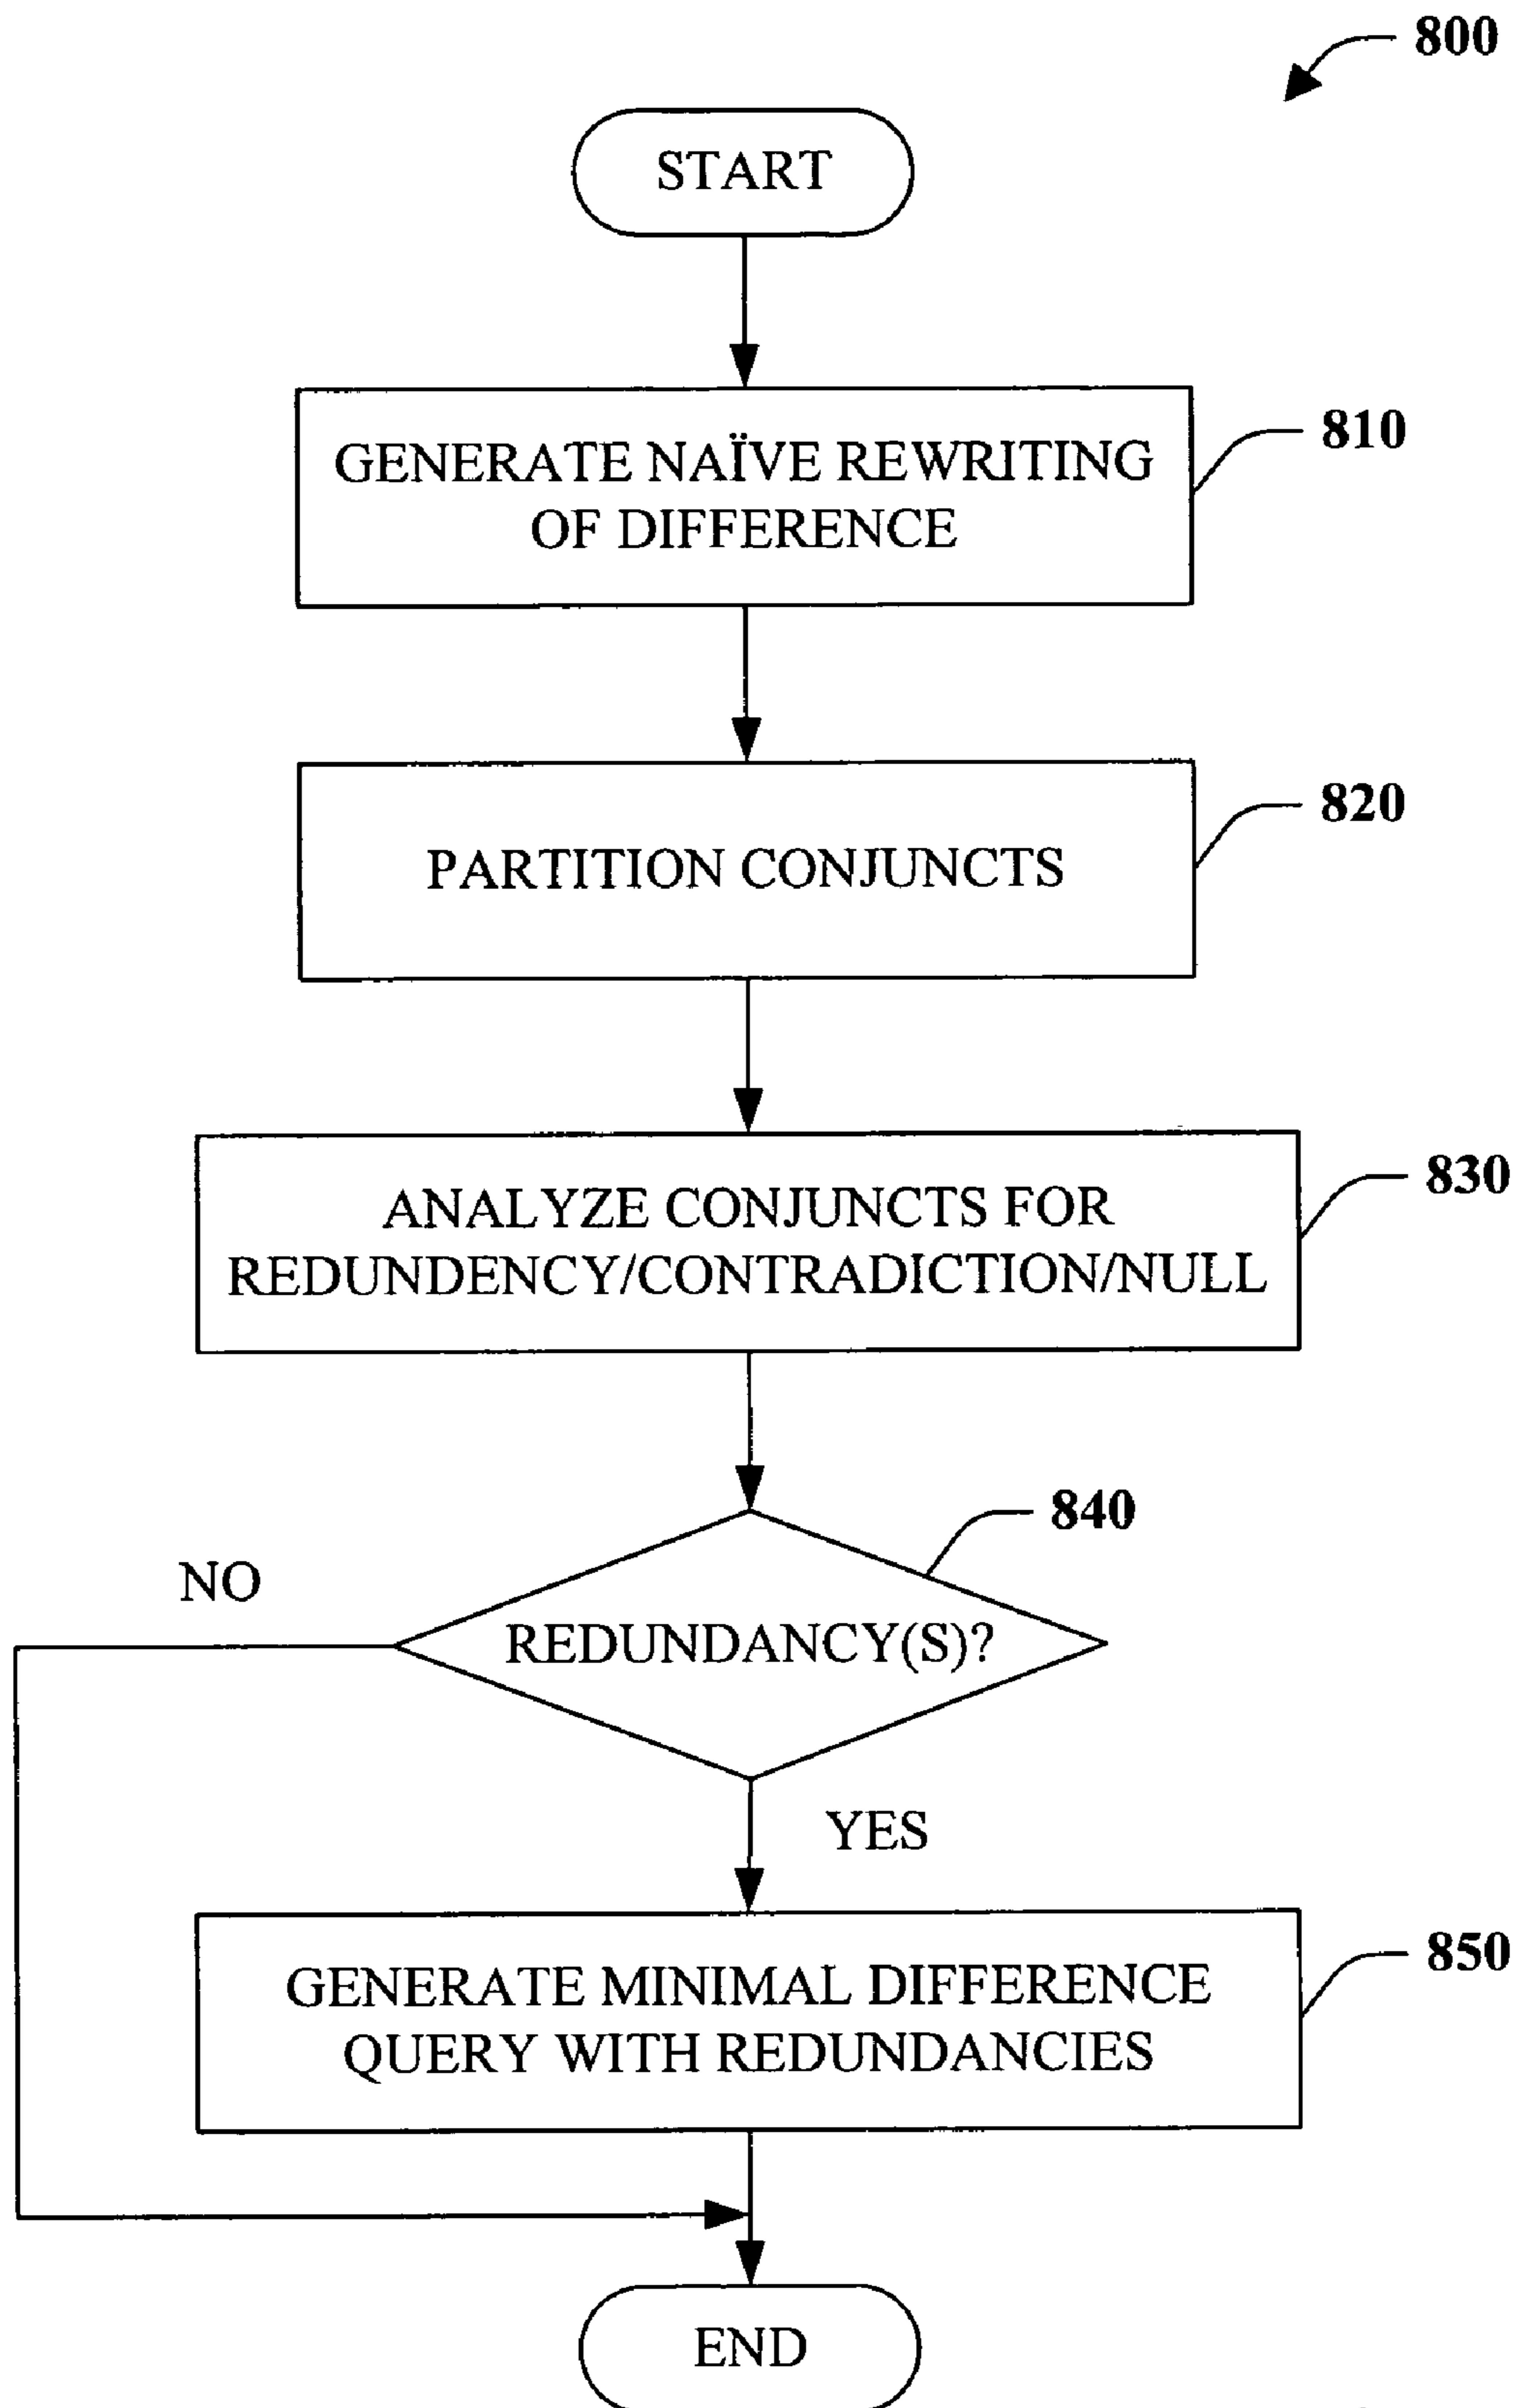 800
START
GENERATE NAÏVE REWRITING
OF DIFFERENCE
810
PARTITION CONJUNCTS
820
ANALYZE CONJUNCTS FOR
REDUNDENCY/CONTRADICTION/NULL
830
840
NO
REDUNDANCY(S)?
YES
GENERATE MINIMAL DIFFERENCE
QUERY WITH REDUNDANCIES
850
END